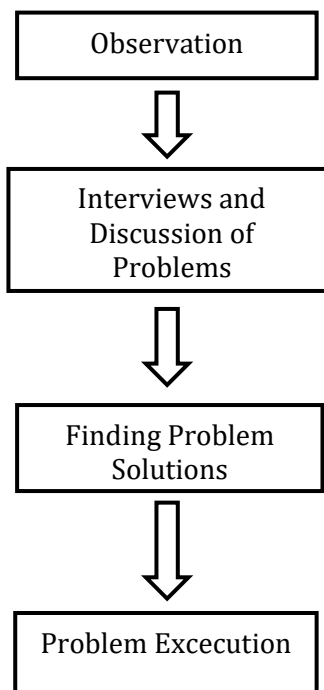 Observation
Interviews and
Discussion of
Problems
Finding Problem
Solutions
Problem Excecution